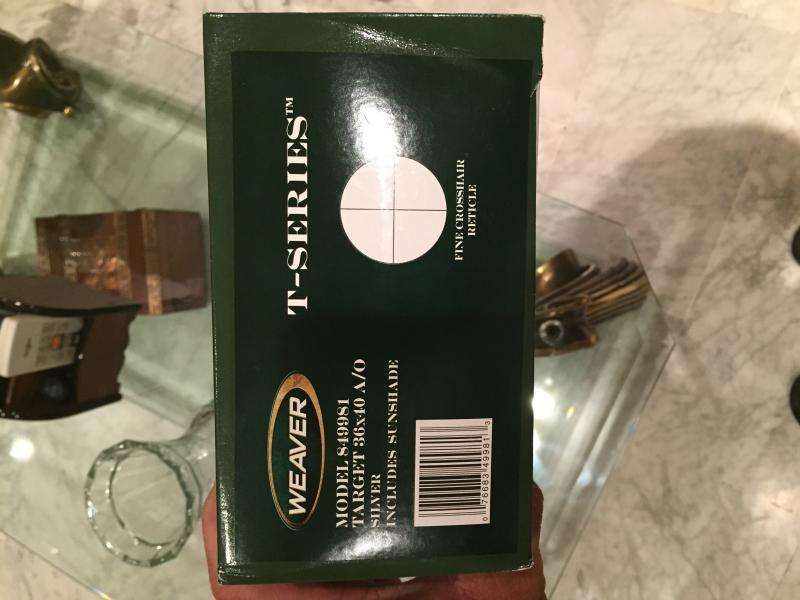 WEAVER
MODEL 849981
TARGET 36x40 A/O
SILVER
INCLUDES SUNSHADE
0 76683 49981 3
T-SERIES™
FINE CROSSHAIR
RETICLE